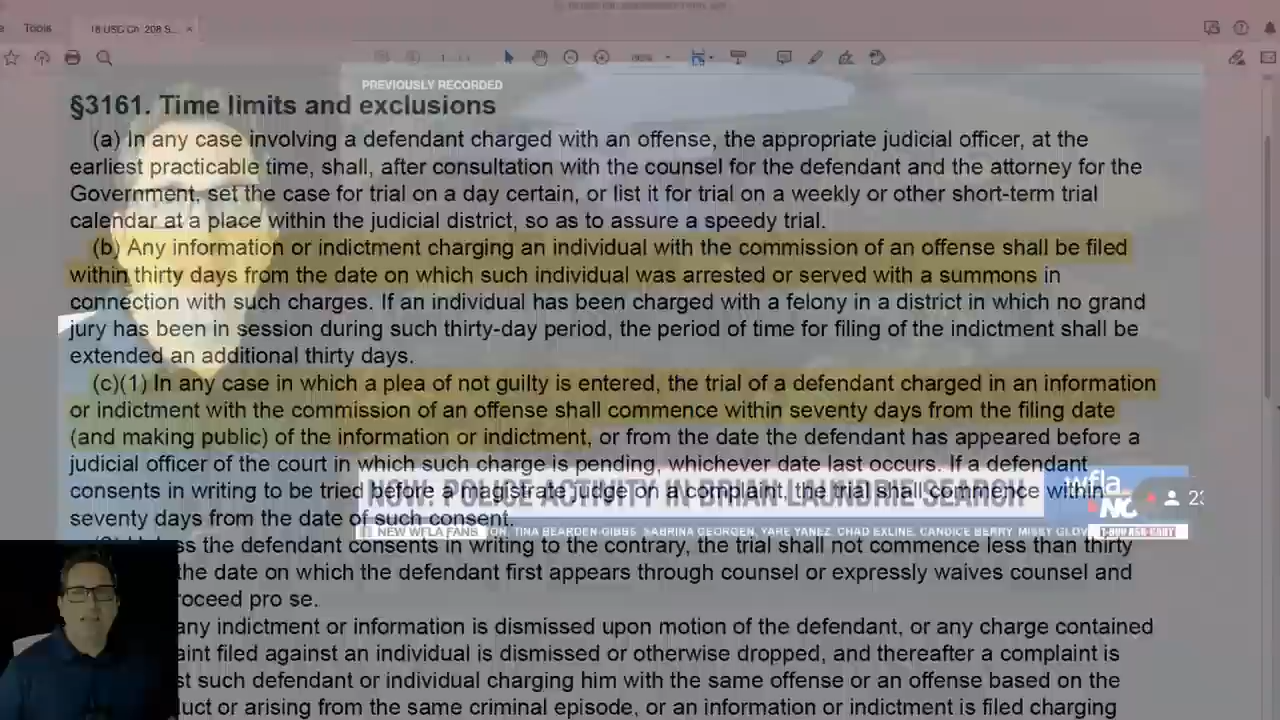 Tools
18 USC Ch. 208 S...
PREVIOUSLY RECORDED
§3161. Time limits and exclusions
(a) In any case involving a defendant charged with an offense, the appropriate judicial officer, at the
earliest practicable time, shall, after consultation with the counsel for the defendant and the attorney for the
Government, set the case for trial on a day certain, or list it for trial on a weekly or other short-term trial
calendar at a place within the judicial district, so as to assure a speedy trial.
(b) Any information or indictment charging an individual with the commission of an offense shall be filed
within thirty days from the date on which such individual was arrested or served with a summons in
connection with such charges. If an individual has been charged with a felony in a district in which no grand
jury has been in session during such thirty-day period, the period of time for filing of the indictment shall be
extended an additional thirty days.
(c)(1) In any case in which a plea of not guilty is entered, the trial of a defendant charged in an information
or indictment with the commission of an offense shall commence within seventy days from the filing date
(and making public) of the information or indictment, or from the date the defendant has appeared before a
judicial officer of the court in which such charge is pending, whichever date last occurs. If a defendant
consents in writing to be tried before a magistrate judge on a complaint, the trial shall commence within
seventy days from the date of such consent.
NOW: POLICE ACTIVITY IN BRIAN LAUNDRIE SEARCH
wfla
NC
23
NEW WFLA FANS
TINA BEARDEN-GIBBS SABRINA GEORGEN, YARE YANEZ, CHAD EXLINE, CANDICE BERRY, MISSY
the defendant consents in writing to the contrary, the trial shall not commence less than thirty
the date on which the defendant first appears through counsel or expressly waives counsel and
pro se.
any indictment or information is dismissed upon motion of the defendant, or any charge contained
filed against an individual is dismissed or otherwise dropped, and thereafter a complaint is
such defendant or individual charging him with the same offense or an offense based on the
or arising from the same criminal episode, or an information or indictment is filed charging